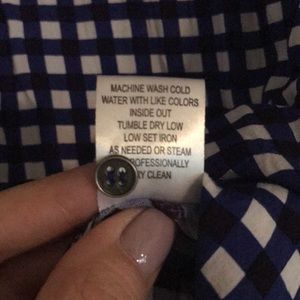 MACHINE WASH COLD
WATER WITH LIKE COLORS
INSIDE OUT
TUMBLE DRY LOW
LOW SET IRON
AS NEEDED OR STEAM
ROFESSIONALLY
Y CLEAN